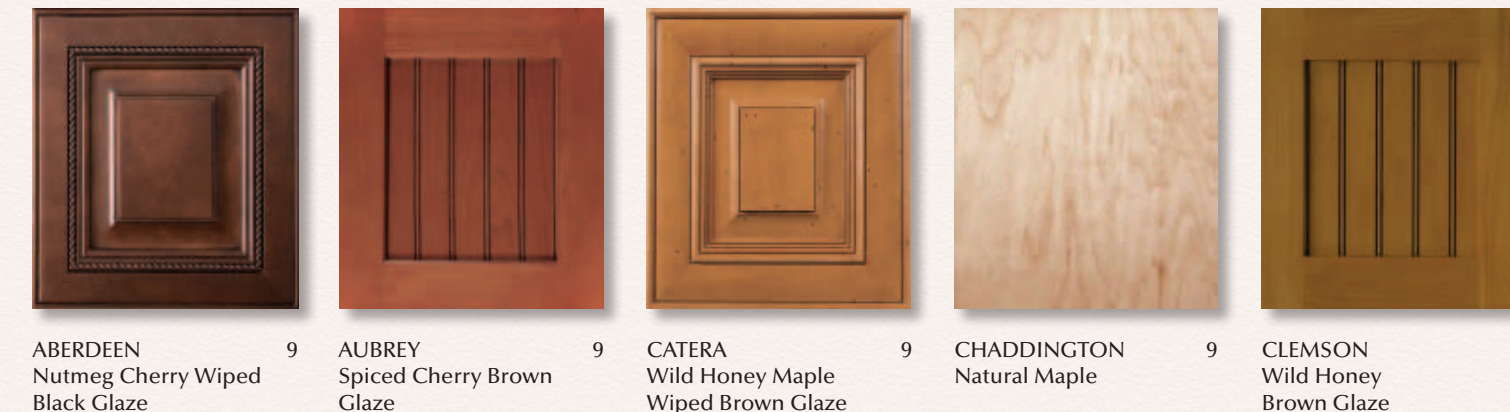 ABERDEEN 9
Nutmeg Cherry Wiped
Black Glaze
AUBREY 9
Spiced Cherry Brown
Glaze
CATERA 9
Wild Honey Maple
Wiped Brown Glaze
CHADDINGTON 9
Natural Maple
CLEMSON
Wild Honey
Brown Glaze